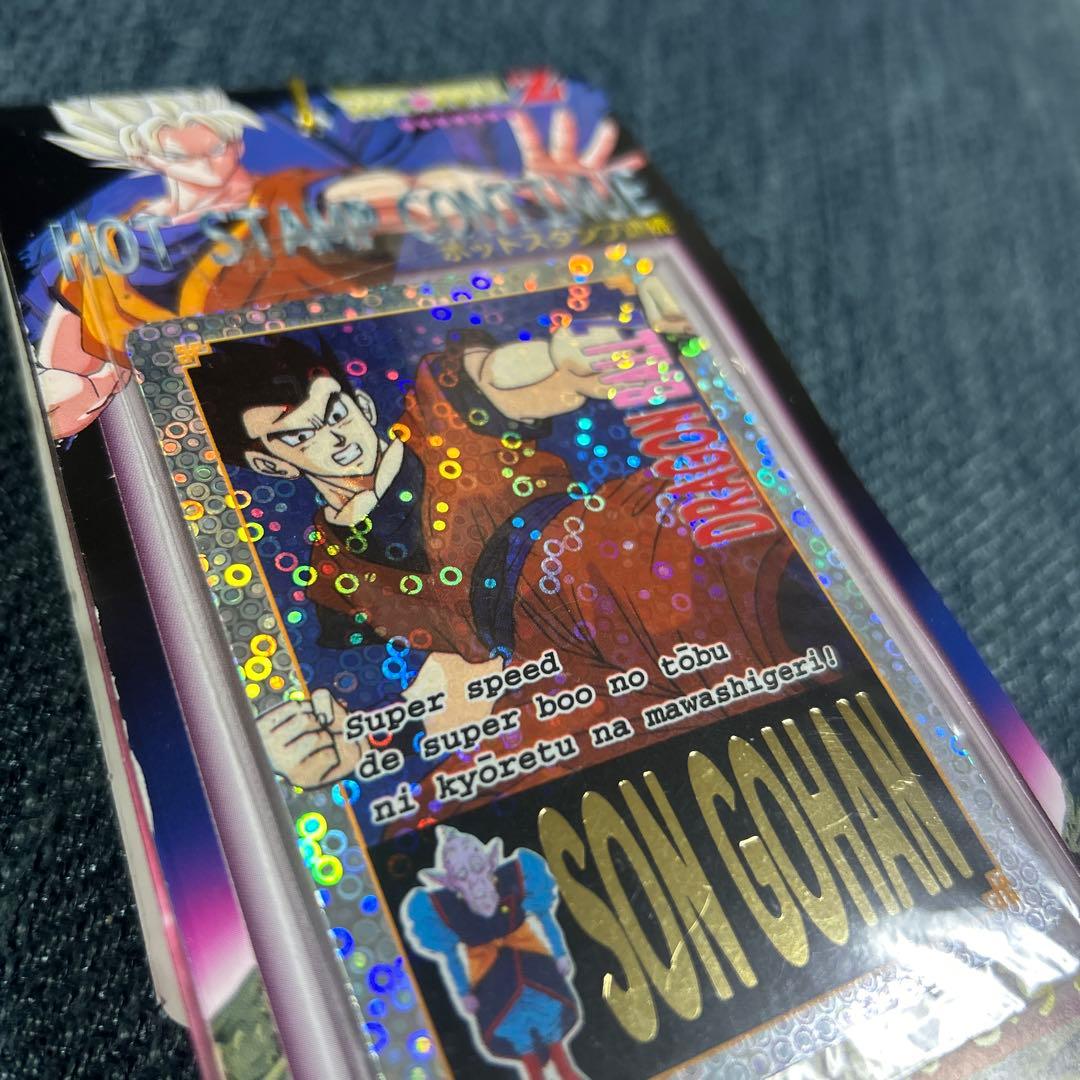 HOT STAMP CONTINUE
ホットスタンプ
DRAGON
Super speed
de super boo no tōbu
ni kyōretu na mawashigeri!
SON GOHAN